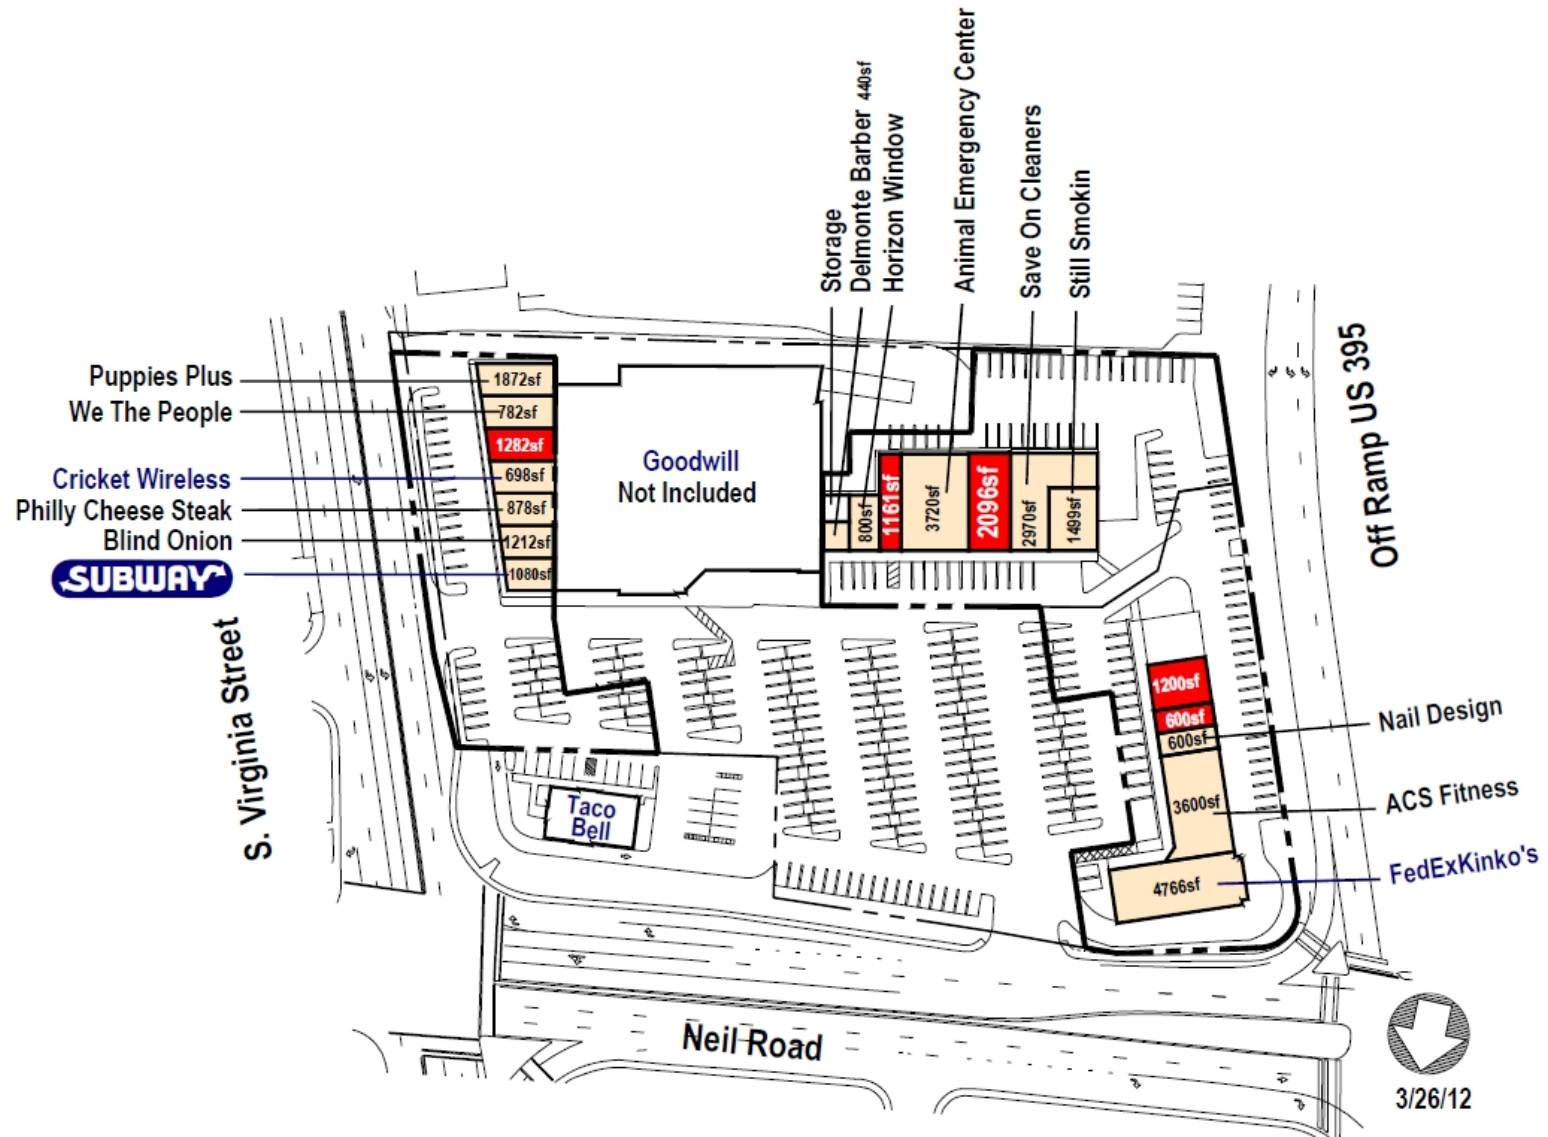 Storage
Delmonte Barber 440sf
Horizon Window
Animal Emergency Center
Save On Cleaners
Still Smokin
Puppies Plus
We The People
Cricket Wireless
Philly Cheese Steak
Blind Onion
SUBWAY
1872sf
782sf
1282sf
698sf
878sf
1212sf
1080sf
Goodwill
Not Included
800sf
1161sf
3720sf
2096sf
2970sf
1499sf
Off Ramp US 395
S. Virginia Street
1200sf
600sf
600sf
3600sf
4766sf
Nail Design
ACS Fitness
FedExKinko's
Taco
Bell
Neil Road
3/26/12